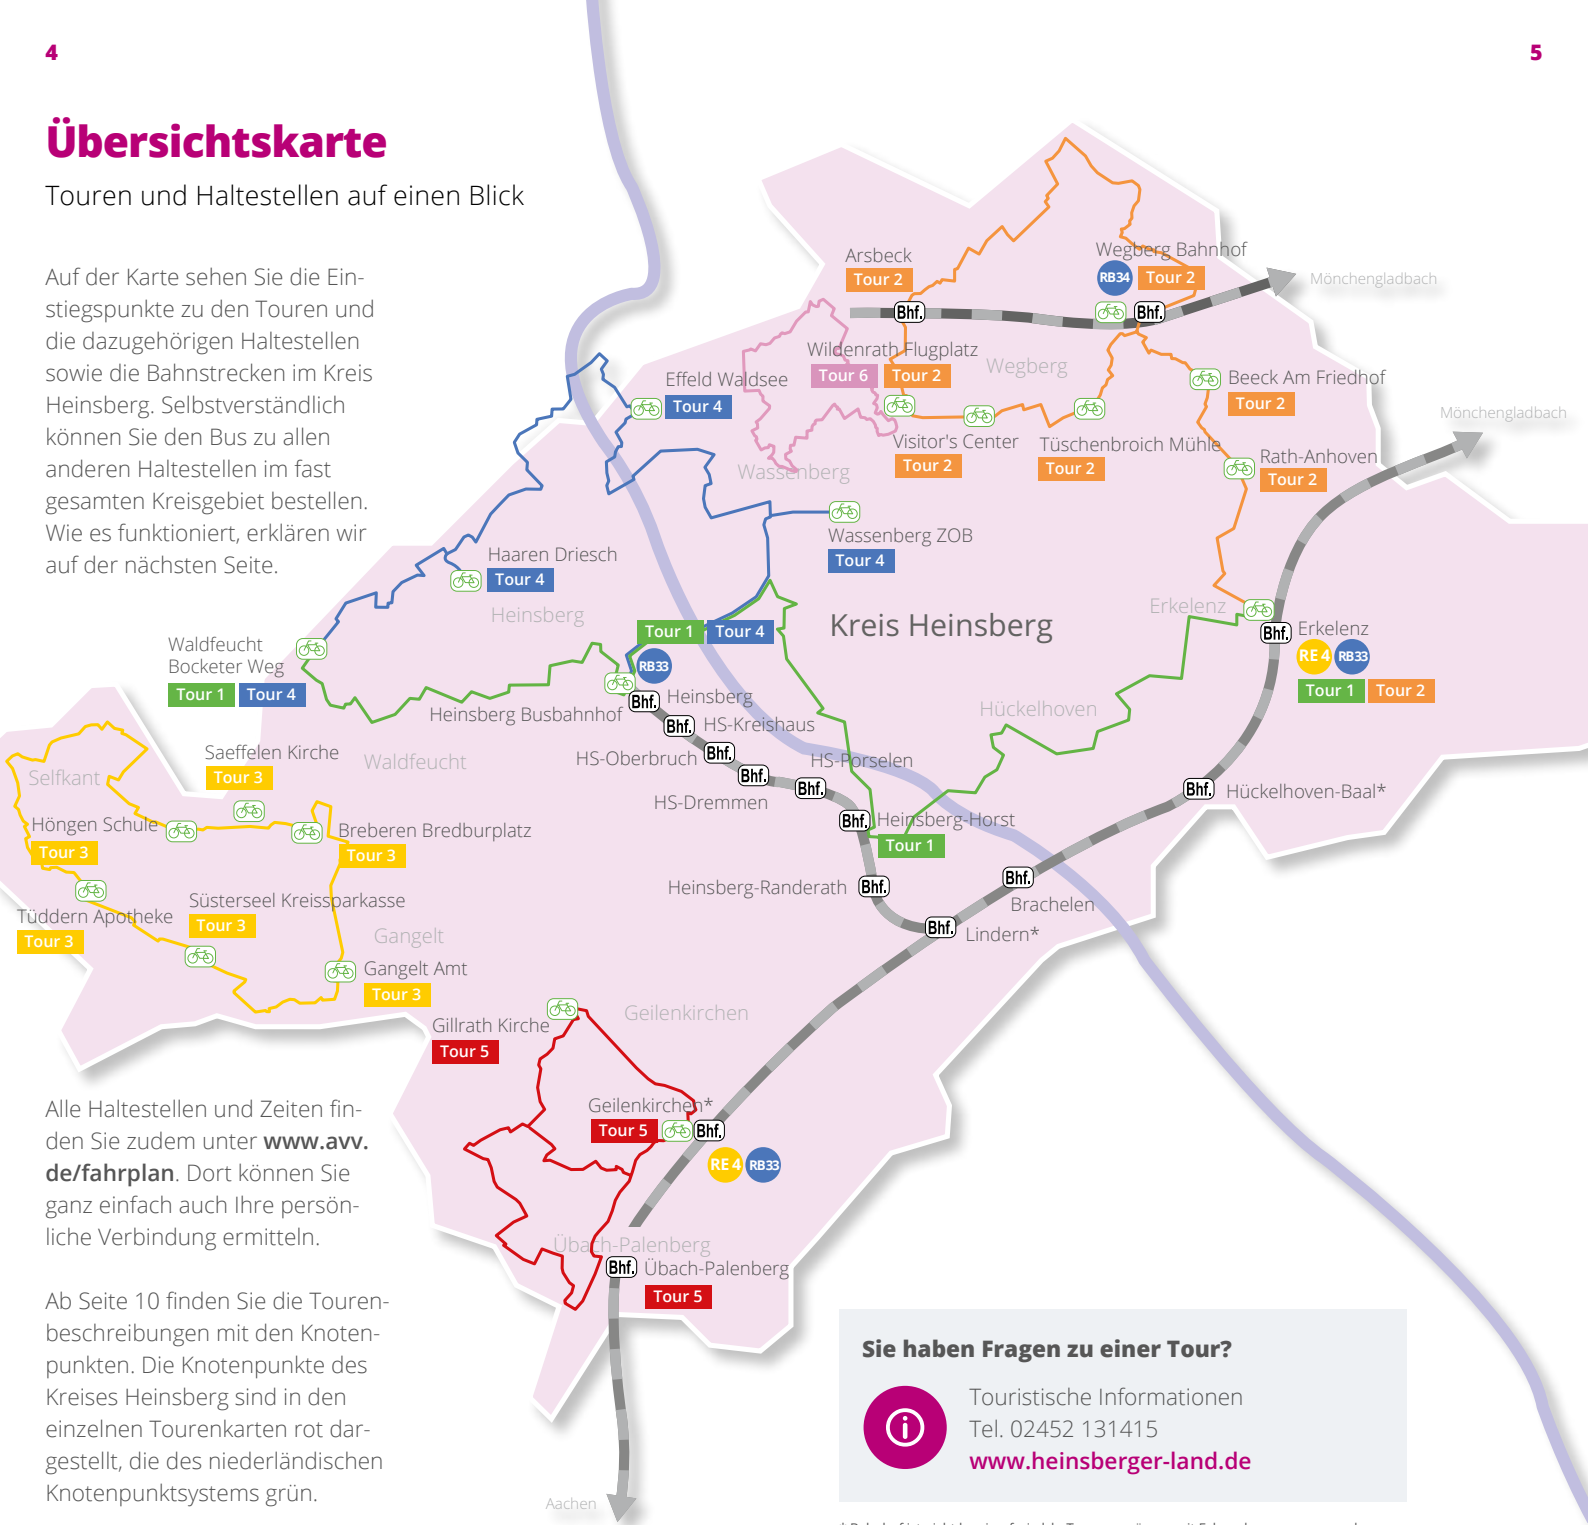 4
5
Übersichtskarte
Touren und Haltestellen auf einen Blick
Auf der Karte sehen Sie die Ein-
stiegspunkte zu den Touren und
die dazugehörigen Haltestellen
sowie die Bahnstrecken im Kreis
Heinsberg. Selbstverständlich
können Sie den Bus zu allen
anderen Haltestellen im fast
gesamten Kreisgebiet bestellen.
Wie es funktioniert, erklären wir
auf der nächsten Seite.
Arsbeck
Tour 2
Bhf.
Wegberg Bahnhof
RB34
Tour 2
Bhf.
Mönchengladbach
Wildenrath Flugplatz
Tour 6
Tour 2
Wegberg
Effeld Waldsee
Tour 4
Beeck Am Friedhof
Tour 2
Mönchengladbach
Visitor's Center
Tour 2
Tüschenbroich Mühle
Tour 2
Rath-Anhoven
Tour 2
Wassenberg
Wassenberg ZOB
Tour 4
Haaren Driesch
Tour 4
Heinsberg
Kreis Heinsberg
Erkelenz
Bhf.
Erkelenz
RE 4
RB33
Tour 1
Tour 2
Waldfeucht
Bocketer Weg
Tour 1
Tour 4
Tour 1
Tour 4
RB33
Bhf.
Heinsberg
Heinsberg Busbahnhof
Bhf.
HS-Kreishaus
HS-Oberbruch
Bhf.
Bhf.
HS-Dremmen
HS-Porselen
Bhf.
Hückelhoven
Bhf.
Hückelhoven-Baal*
Saeffelen Kirche
Tour 3
Waldfeucht
Selfkant
Höngen Schule
Tour 3
Breberen Bredburplatz
Tour 3
Bhf.
Heinsberg-Horst
Tour 1
Heinsberg-Randerath
Bhf.
Bhf.
Brachelen
Bhf.
Lindern*
Tüddern Apotheke
Tour 3
Süsterseel Kreissparkasse
Tour 3
Gangelt
Gangelt Amt
Tour 3
Gillrath Kirche
Tour 5
Geilenkirchen
Geilenkirchen*
Tour 5
Bhf.
RE 4
RB33
Übach-Palenberg
Bhf.
Übach-Palenberg
Tour 5
Aachen
Alle Haltestellen und Zeiten fin-
den Sie zudem unter www.avv.
de/fahrplan. Dort können Sie
ganz einfach auch Ihre persön-
liche Verbindung ermitteln.
Ab Seite 10 finden Sie die Touren-
beschreibungen mit den Knoten-
punkten. Die Knotenpunkte des
Kreises Heinsberg sind in den
einzelnen Tourenkarten rot dar-
gestellt, die des niederländischen
Knotenpunktsystems grün.
Sie haben Fragen zu einer Tour?
Touristische Informationen
Tel. 02452 131415
www.heinsberger-land.de